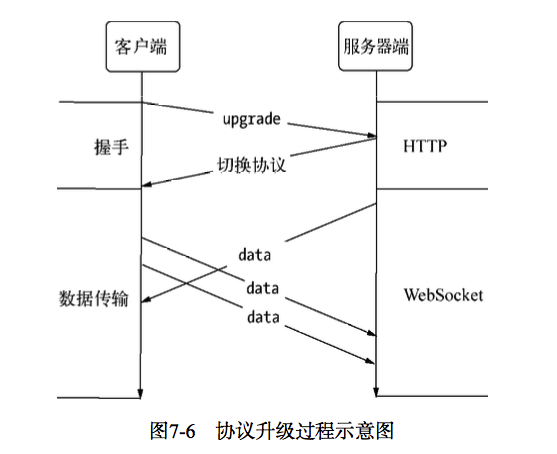 客户端
服务器端
upgrade
握手
HTTP
切换协议
data
data
数据传输
WebSocket
data
图7-6 协议升级过程示意图